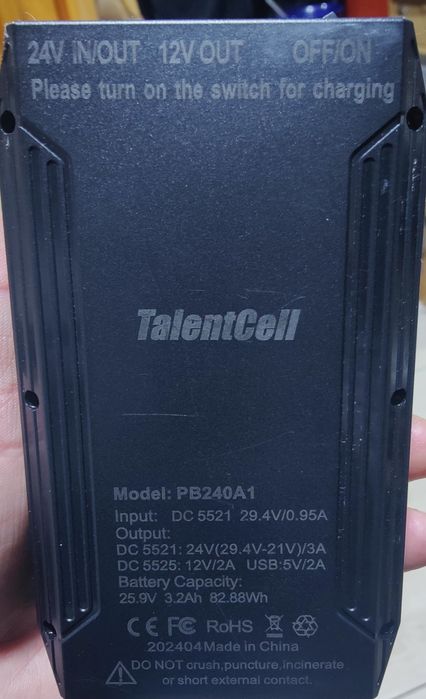 24V IN/OUT 12V OUT OFF/ON
Please turn on the switch for charging
TalentCell
Model: PB240A1
Input: DC 5521 29.4V/0.95A
Output:
DC 5521: 24V(29.4V-21V)/3A
DC 5525: 12V/2A USB:5V/2A
Battery Capacity:
25.9V 3.2Ah 82.88Wh
CE FC RoHS
202404 Made in China
DO NOT crush,puncture,incinerate
or short external contact.